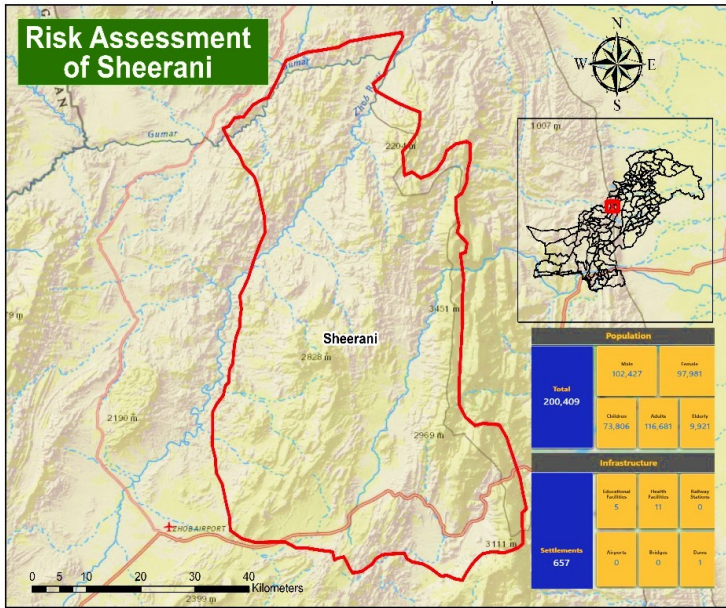 Risk Assessment
of Sheerani
N
W E
S
AN
Gumar
Zhob River
Gumar
2204 m
1007 m
3451 m
Sheerani
2828 m
79 m
2190 m
2969 m
ZHOB AIRPORT
3111 m
0 5 10 20 30 40
Kilometers
2399 m
Population
Total
200,409
Male
102,427
Female
97,981
Children
73,806
Adults
116,681
Elderly
9,921
Infrastructure
Settlements
657
Educational
Facilities
5
Health
Facilities
11
Railway
Stations
0
Airports
0
Bridges
0
Dams
1